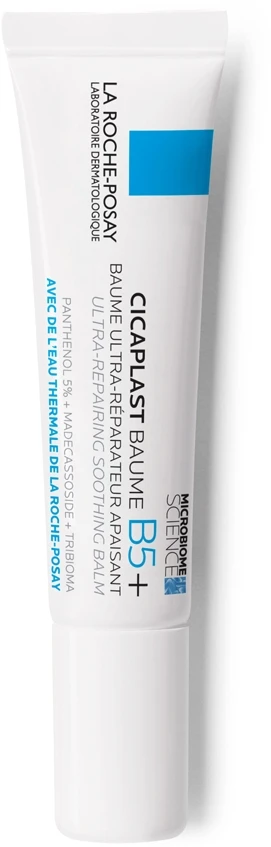 LA ROCHE-POSAY
LABORATOIRE DERMATOLOGIQUE
MICROBIOME
SCIENCE
CICAPLAST BAUME B5+
BAUME ULTRA-RÉPARATEUR APAISANT
ULTRA-REPAIRING SOOTHING BALM
PANTHENOL 5% + MADECASSOSIDE + TRIBIOMA
AVEC DE L'EAU THERMALE DE LA ROCHE-POSAY